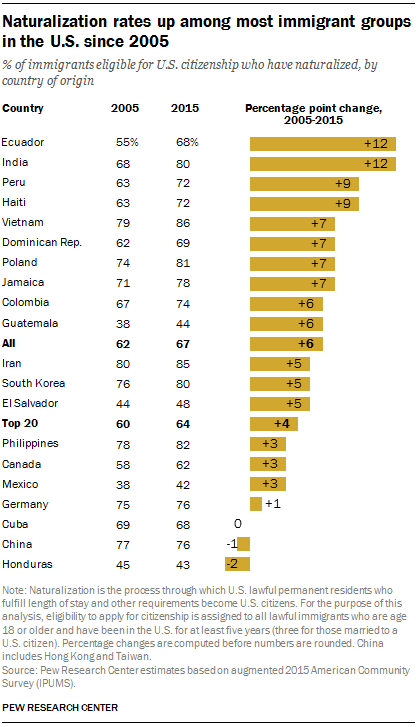 Naturalization rates up among most immigrant groups
in the U.S. since 2005
% of immigrants eligible for U.S. citizenship who have naturalized, by
country of origin
Country 2005 2015 Percentage point change,
2005-2015
Ecuador 55% 68% +12
India 68 80 +12
Peru 63 72 +9
Haiti 63 72 +9
Vietnam 79 86 +7
Dominican Rep. 62 69 +7
Poland 74 81 +7
Jamaica 71 78 +7
Colombia 67 74 +6
Guatemala 38 44 +6
All 62 67 +6
Iran 80 85 +5
South Korea 76 80 +5
El Salvador 44 48 +5
Top 20 60 64 +4
Philippines 78 82 +3
Canada 58 62 +3
Mexico 38 42 +3
Germany 75 76 +1
Cuba 69 68 0
China 77 76 -1
Honduras 45 43 -2
Note: Naturalization is the process through which U.S. lawful permanent residents who
fulfill length of stay and other requirements become U.S. citizens. For the purpose of this
analysis, eligibility to apply for citizenship is assigned to all lawful immigrants who are age
18 or older and have been in the U.S. for at least five years (three for those married to a
U.S. citizen). Percentage changes are computed before numbers are rounded. China
includes Hong Kong and Taiwan.
Source: Pew Research Center estimates based on augmented 2015 American Community
Survey (IPUMS).
PEW RESEARCH CENTER